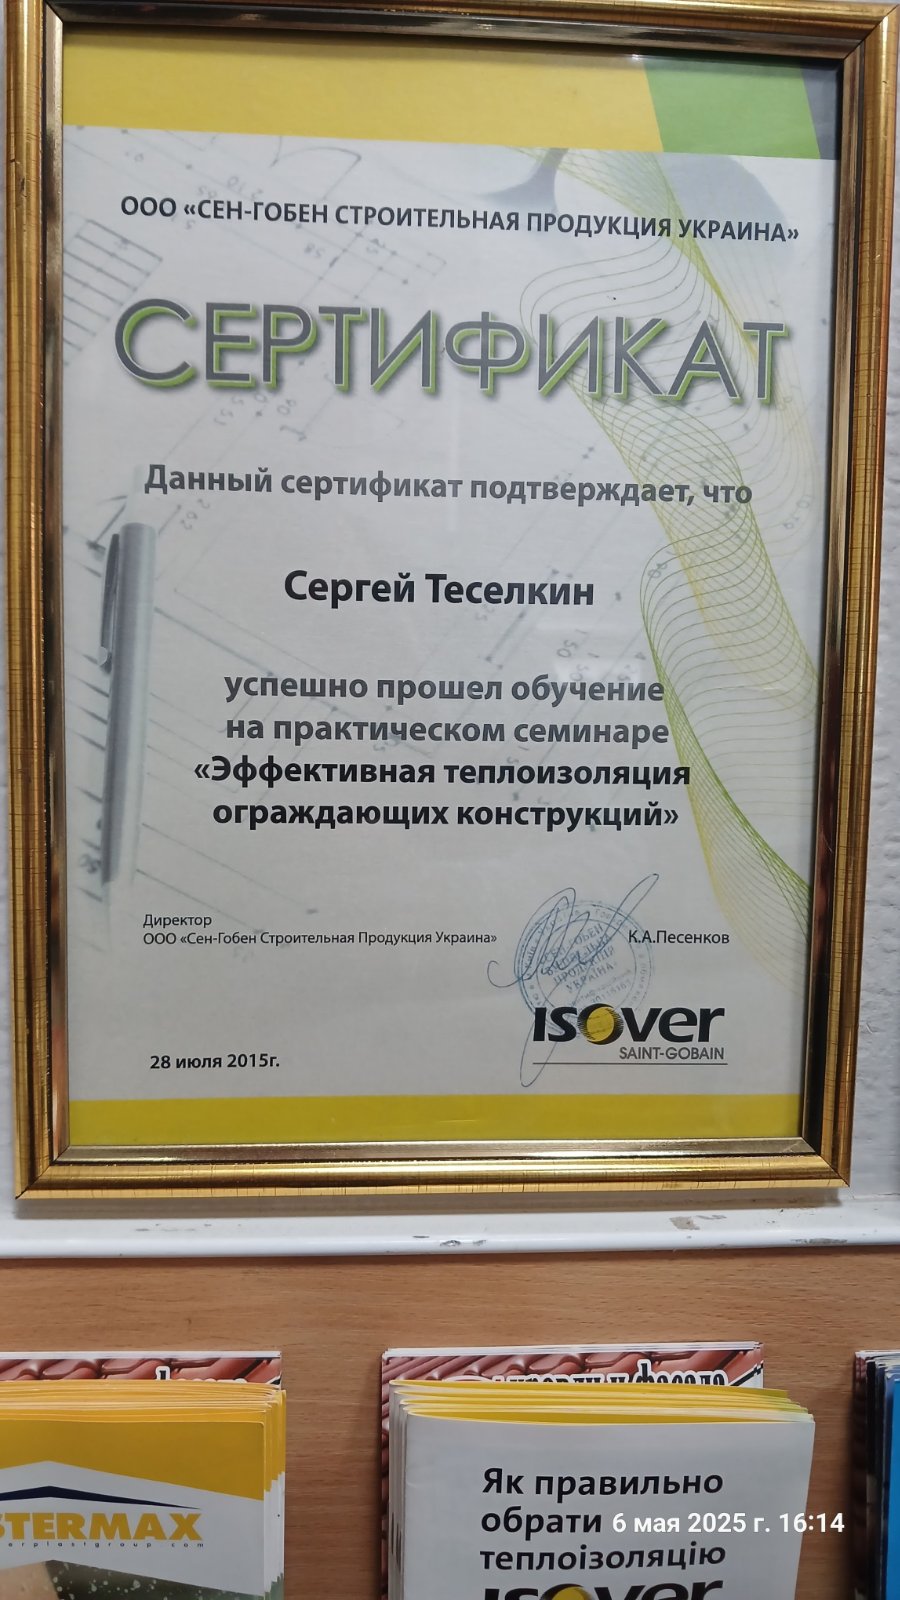 ООО «СЕН-ГОБЕН СТРОИТЕЛЬНАЯ ПРОДУКЦИЯ УКРАИНА»
СЕРТИФИКАТ
Данный сертификат подтверждает, что
Сергей Теселкин
успешно прошел обучение
на практическом семинаре
«Эффективная теплоизоляция
ограждающих конструкций»
Директор
ООО «Сен-Гобен Строительная Продукция Украина»
К.А.Песенков
isover
SAINT-GOBAIN
28 июля 2015г.
STERMAX
Як правильно
обрати
теплоізоляцію
isover
6 мая 2025 г. 16:14